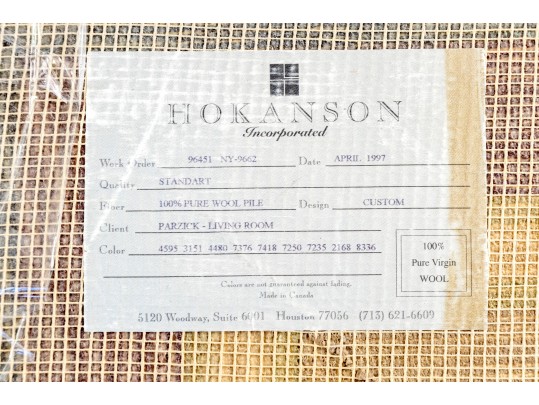 HOKANSON
Incorporated
Work Order 96451 NY-9662 Date APRIL 1997
Quality STANDART
Fiber 100% PURE WOOL PILE Design CUSTOM
Client PARZICK - LIVING ROOM
Color 4595 3151 4480 7376 7418 7250 7235 2168 8336
100%
Pure Virgin
WOOL
Colors are not guaranteed against fading.
Made in Canada
5120 Woodway, Suite 6001 Houston 77056 (713) 621-6609